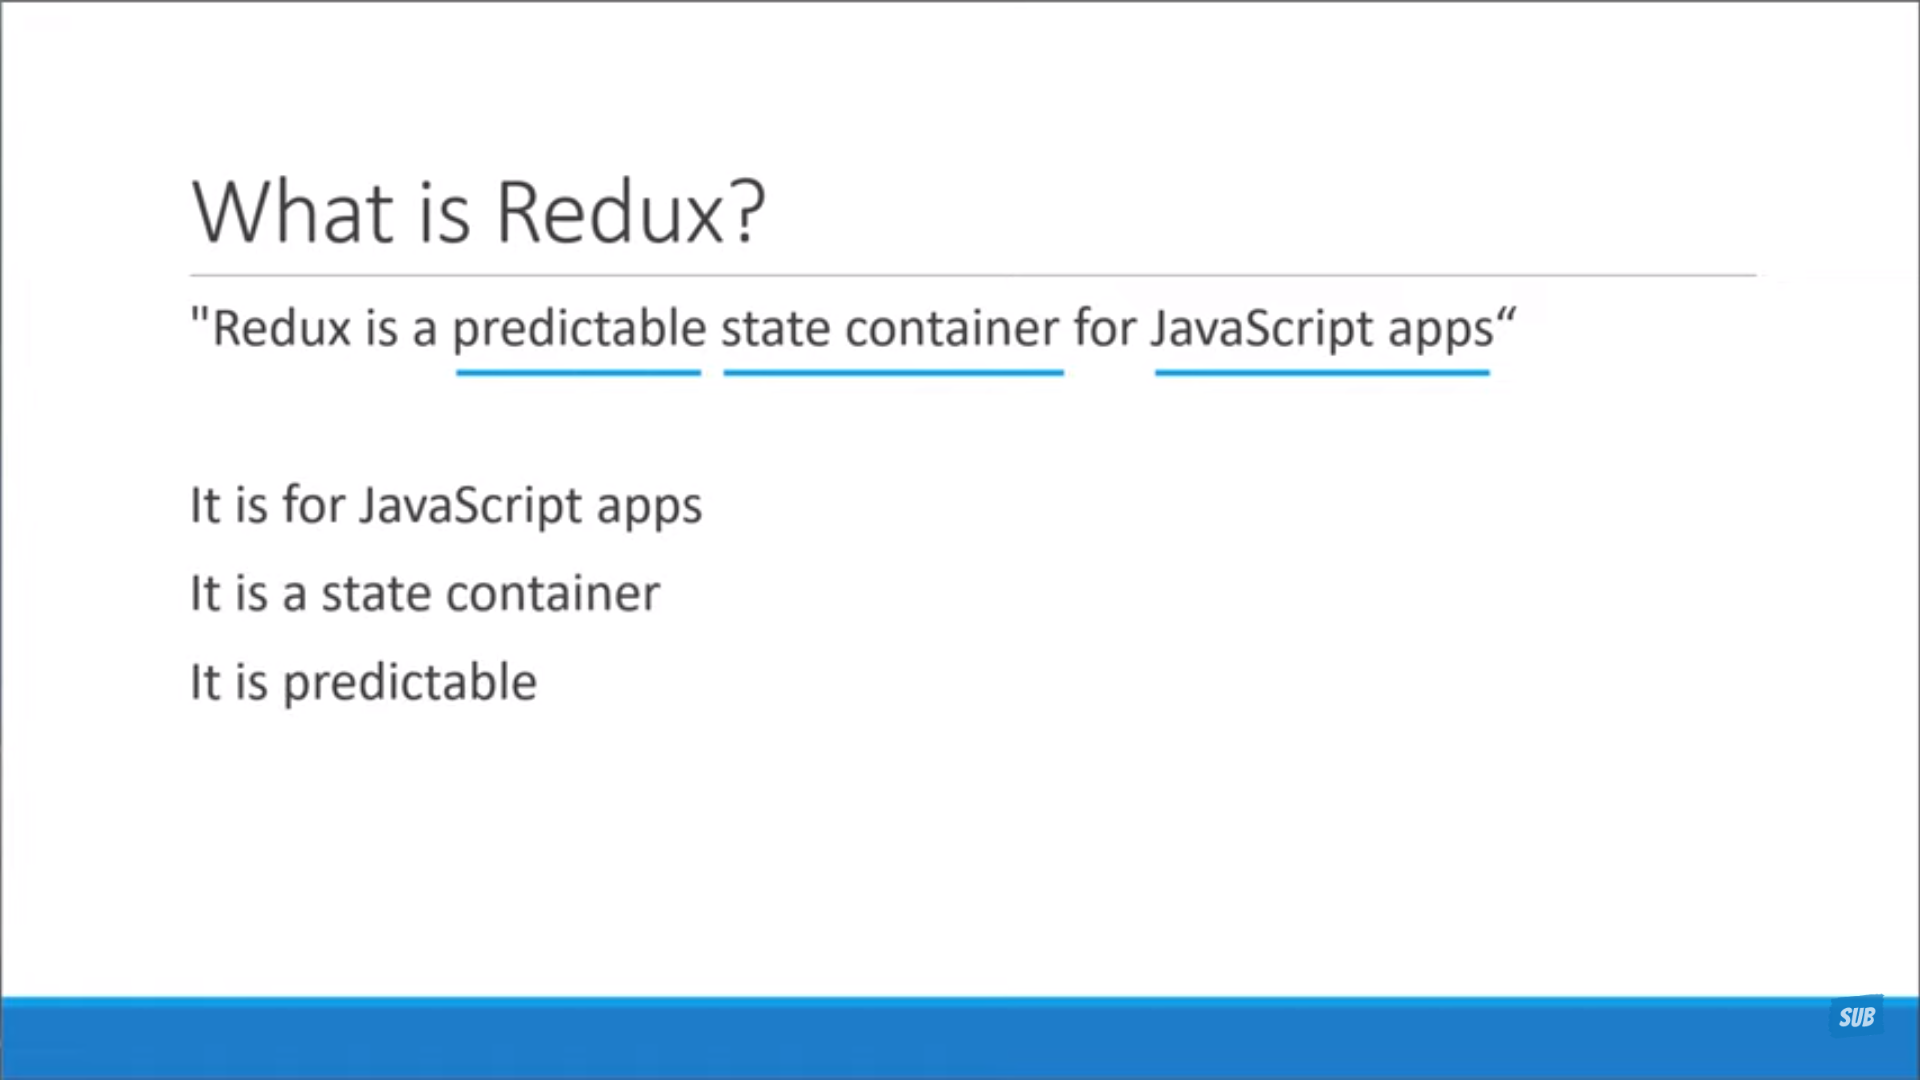 What is Redux?
"Redux is a predictable state container for JavaScript apps“
It is for JavaScript apps
It is a state container
It is predictable
SUB